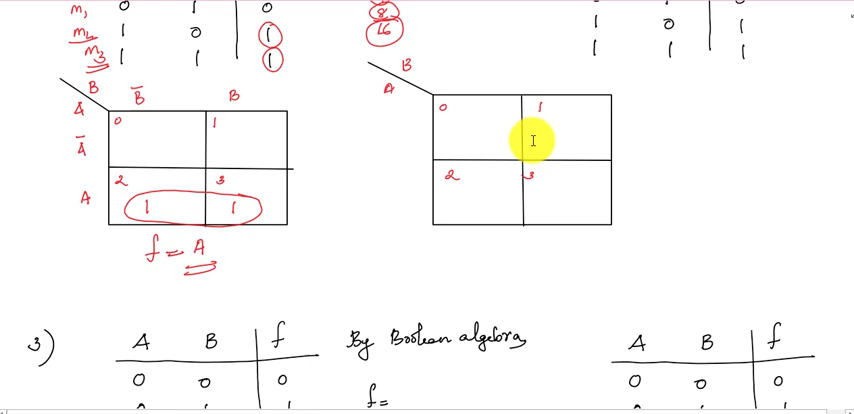 m₁ 0 1 0
m₂ 1 0 1
m₃ 1 1 1
8
16
1 0 1
1 1 1
B
A
B̄ B
Ā
A
0 1
2 3
1 1
f = A
B
A
0 1
2 3
3)
A B f
0 0 0
By Boolean algebra,
f=
A B f
0 0 0